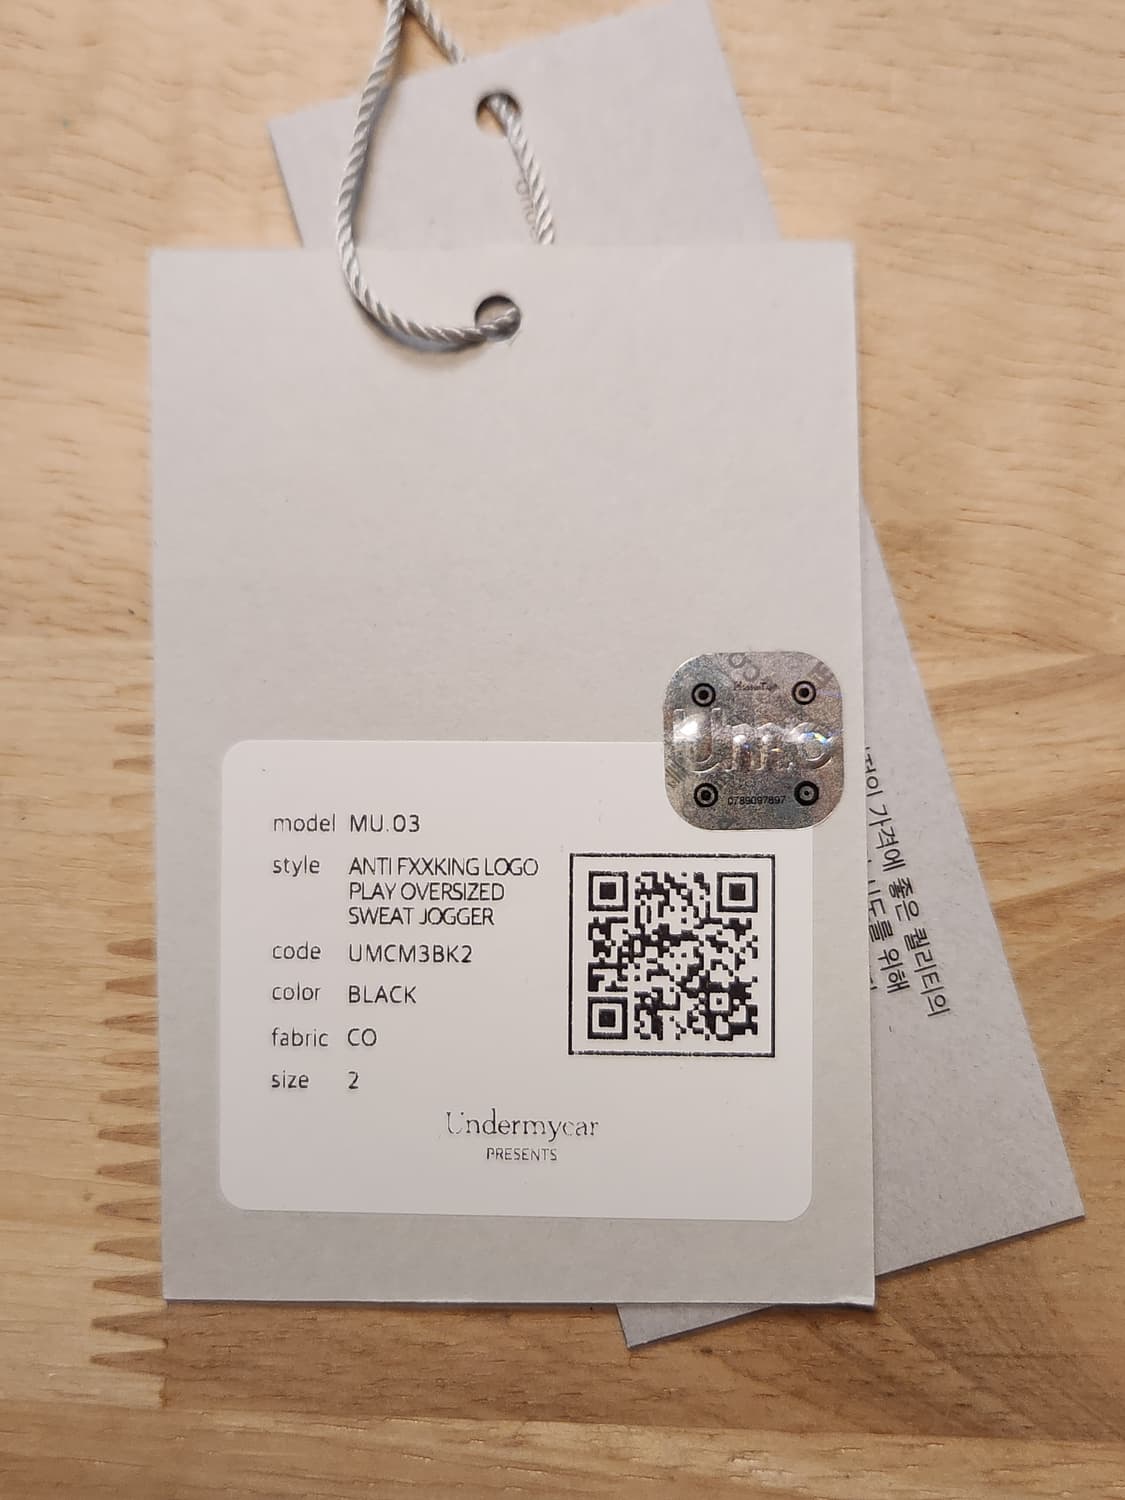 Umc
0789097697
model MU.03
style ANTI FXXKING LOGO
PLAY OVERSIZED
SWEAT JOGGER
code UMCM3BK2
color BLACK
fabric CO
size 2
Undermycar
PRESENTS
가격에 좋은 퀄리티의
위해